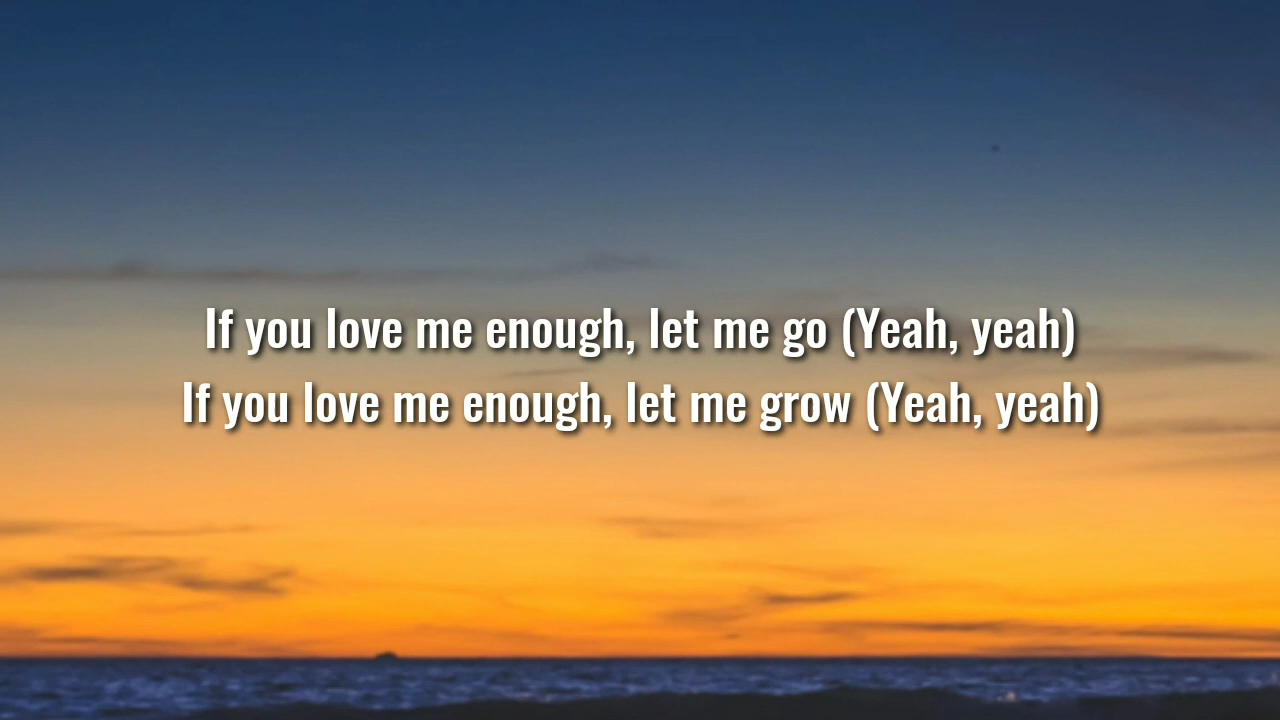 If you love me enough, let me go (Yeah, yeah)
If you love me enough, let me grow (Yeah, yeah)